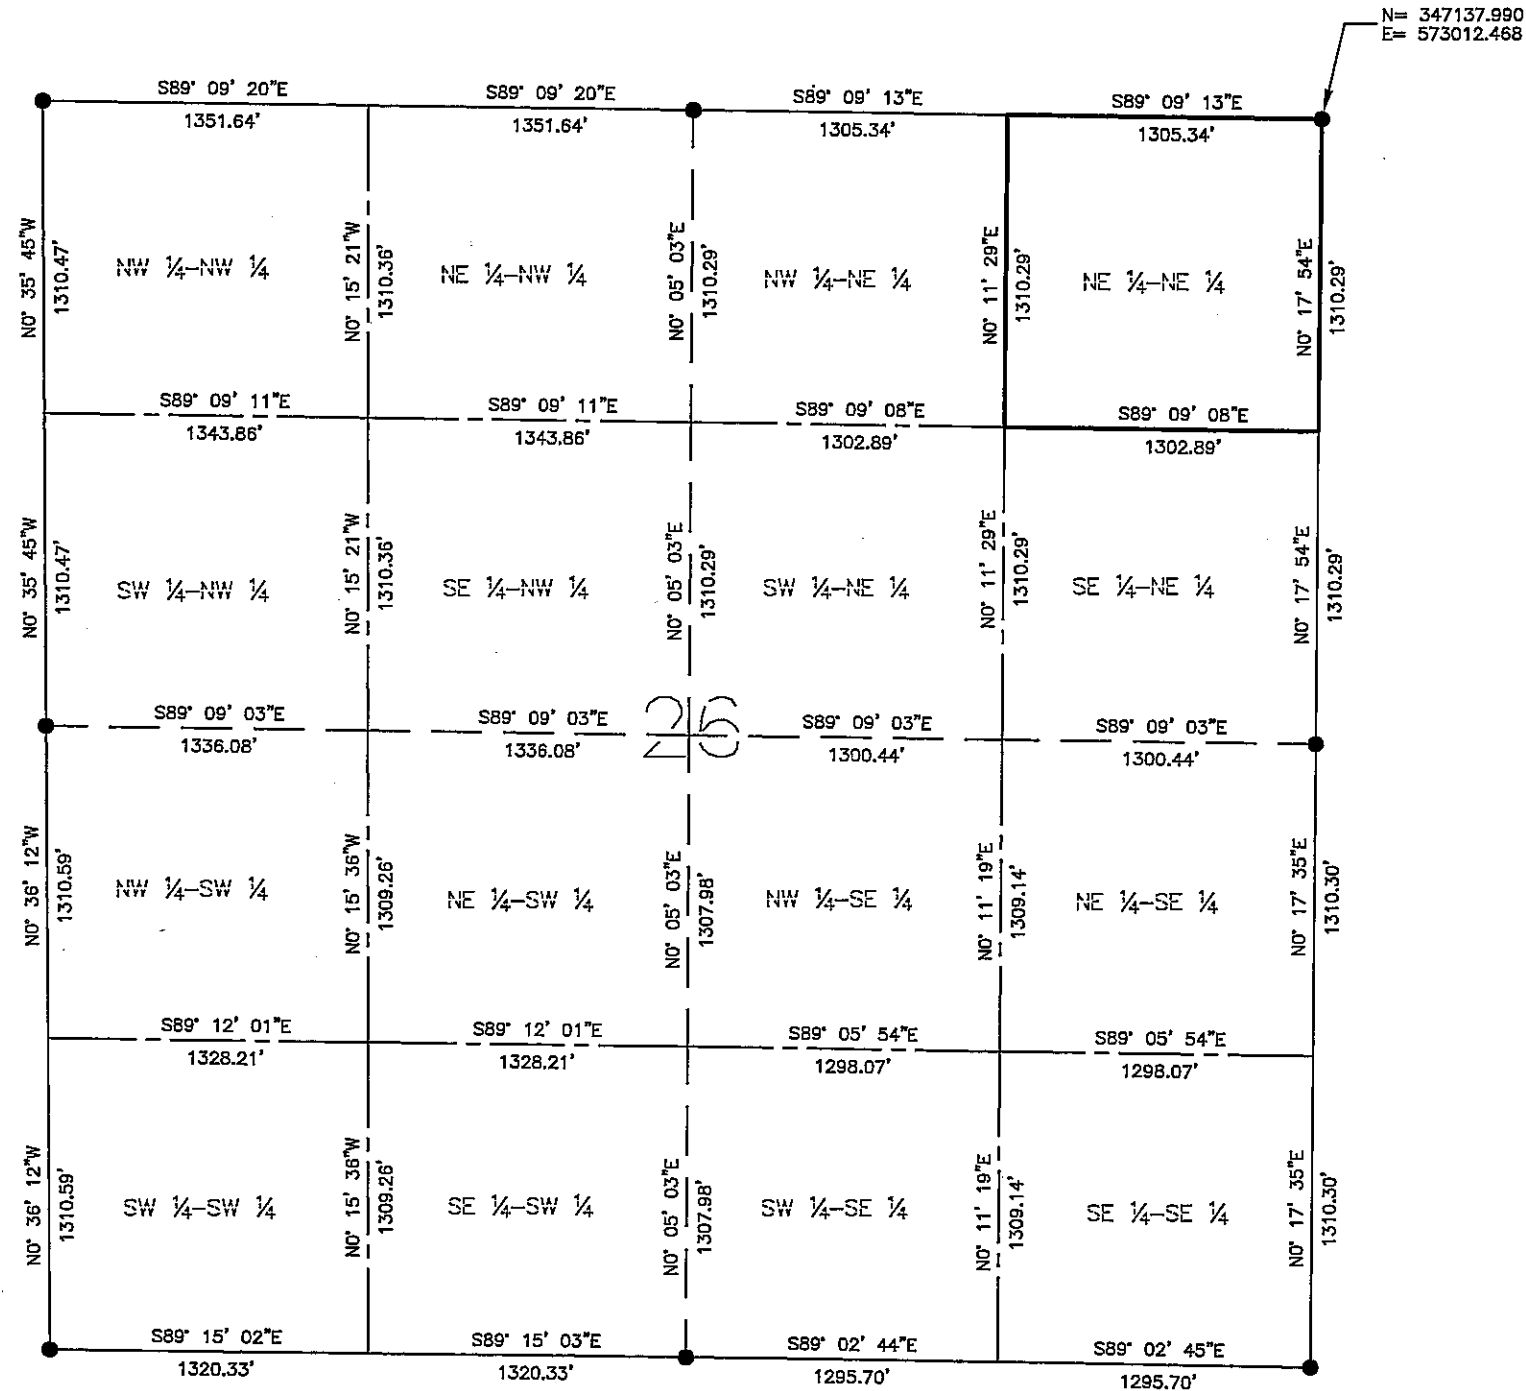 N= 347137.990
E= 573012.468
S89° 09' 20"E
S89° 09' 20"E
S89° 09' 13"E
S89° 09' 13"E
1351.64'
1351.64'
1305.34'
1305.34'
N0° 35' 45"W
1310.47'
NW ¼-NW ¼
N0° 15' 21"W
1310.36'
NE ¼-NW ¼
N0° 05' 03"E
1310.29'
NW ¼-NE ¼
N0° 11' 29"E
1310.29'
NE ¼-NE ¼
N0° 17' 54"E
1310.29'
S89° 09' 11"E
S89° 09' 11"E
S89° 09' 08"E
S89° 09' 08"E
1343.86'
1343.86'
1302.89'
1302.89'
N0° 35' 45"W
1310.47'
SW ¼-NW ¼
N0° 15' 21"W
1310.36'
SE ¼-NW ¼
N0° 05' 03"E
1310.29'
SW ¼-NE ¼
N0° 11' 29"E
1310.29'
SE ¼-NE ¼
N0° 17' 54"E
1310.29'
S89° 09' 03"E
S89° 09' 03"E
26
S89° 09' 03"E
S89° 09' 03"E
1336.08'
1336.08'
1300.44'
1300.44'
N0° 36' 12"W
1310.59'
NW ¼-SW ¼
N0° 15' 36"W
1309.26'
NE ¼-SW ¼
N0° 05' 03"E
1307.98'
NW ¼-SE ¼
N0° 11' 19"E
1309.14'
NE ¼-SE ¼
N0° 17' 35"E
1310.30'
S89° 12' 01"E
S89° 12' 01"E
S89° 05' 54"E
S89° 05' 54"E
1328.21'
1328.21'
1298.07'
1298.07'
N0° 36' 12"W
1310.59'
SW ¼-SW ¼
N0° 15' 36"W
1309.26'
SE ¼-SW ¼
N0° 05' 03"E
1307.98'
SW ¼-SE ¼
N0° 11' 19"E
1309.14'
SE ¼-SE ¼
N0° 17' 35"E
1310.30'
S89° 15' 02"E
S89° 15' 03"E
S89° 02' 44"E
S89° 02' 45"E
1320.33'
1320.33'
1295.70'
1295.70'